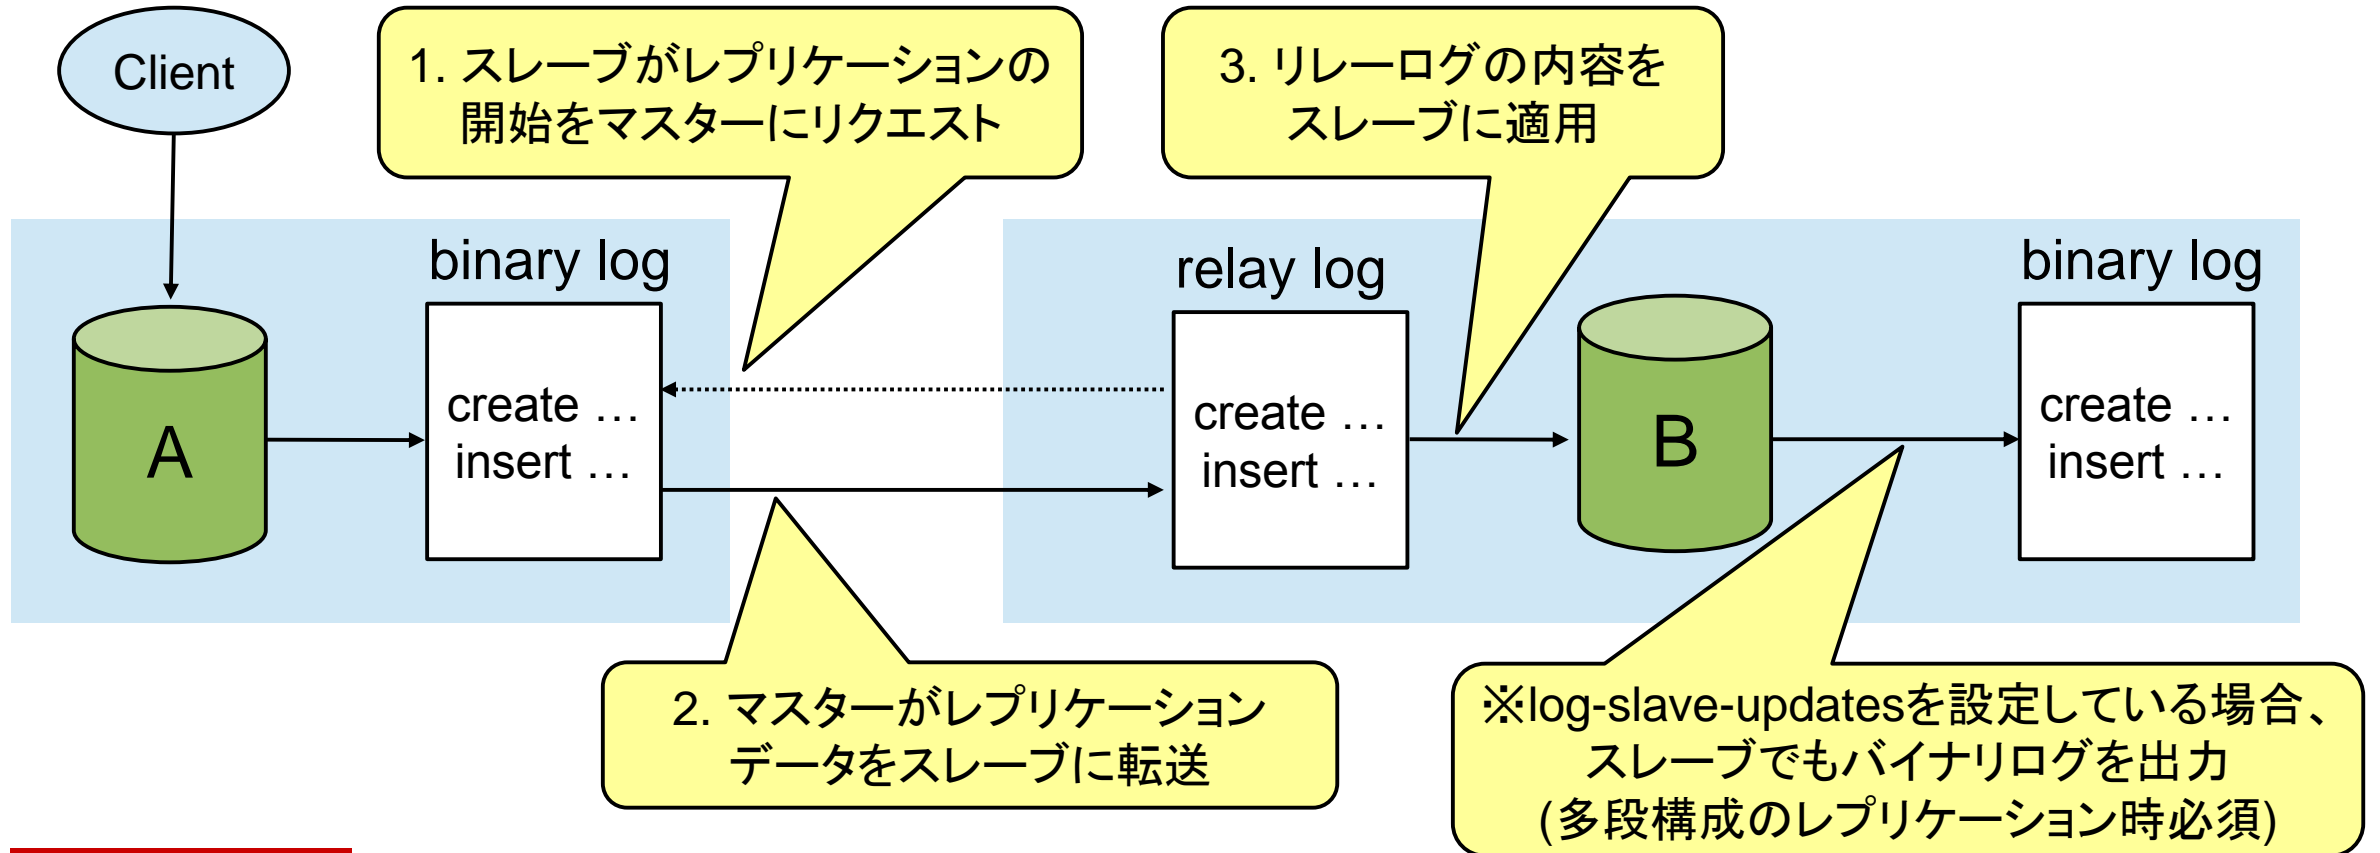 Client
1. スレーブがレプリケーションの
開始をマスターにリクエスト
3. リレーログの内容を
スレーブに適用
binary log
relay log
binary log
A
create …
insert …
create …
insert …
B
create …
insert …
2. マスターがレプリケーション
データをスレーブに転送
※log-slave-updatesを設定している場合、
スレーブでもバイナリログを出力
(多段構成のレプリケーション時必須)